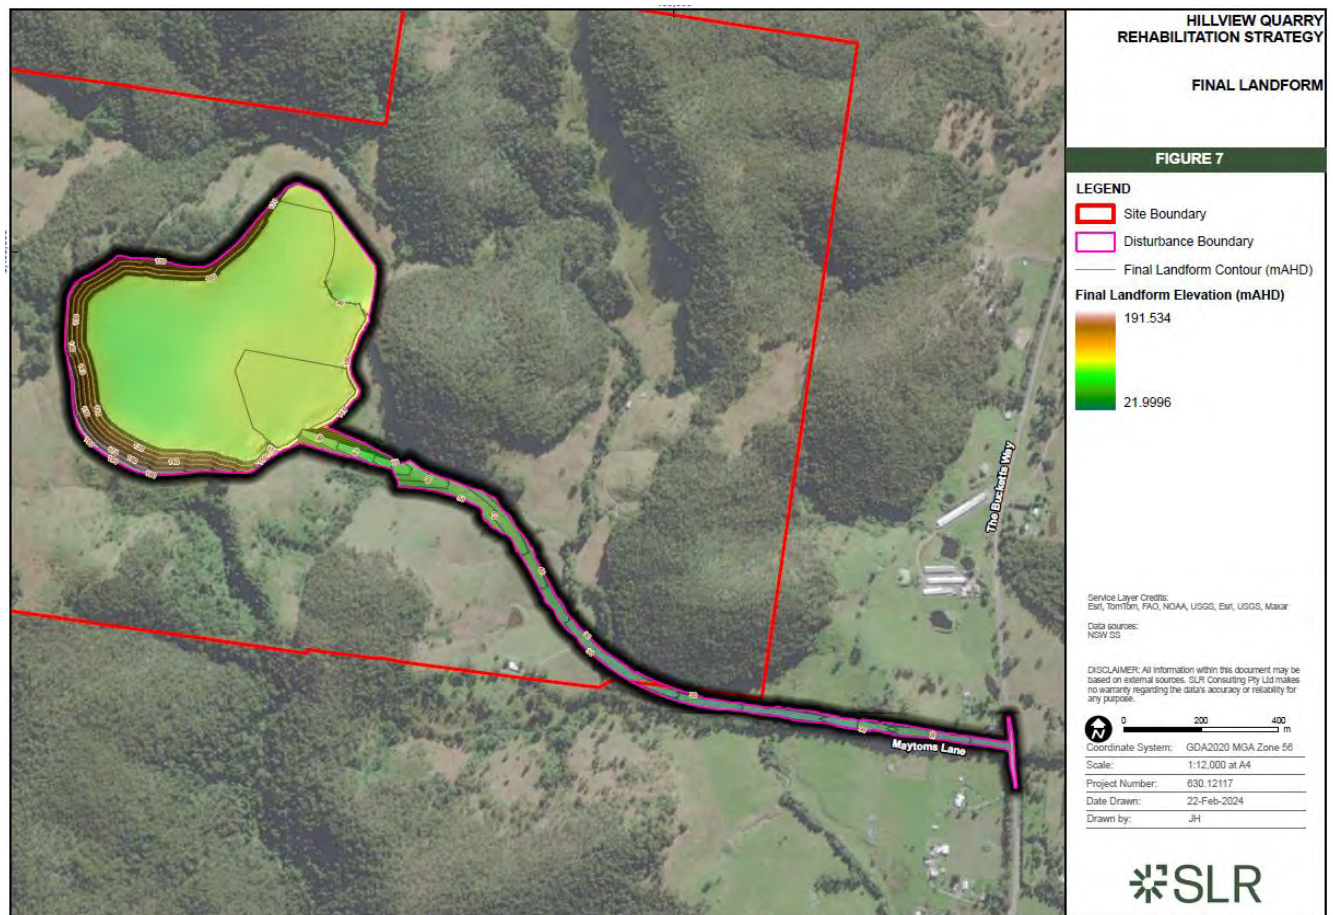 HILLVIEW QUARRY
REHABILITATION STRATEGY
FINAL LANDFORM
FIGURE 7
LEGEND
Site Boundary
Disturbance Boundary
Final Landform Contour (mAHD)
Final Landform Elevation (mAHD)
191.534
21.9996
The Bucketts Way
Maytoms Lane
Service Layer Credits:
Esri, TomTom, FAO, NOAA, USGS, Esri, USGS, Maxar
Data sources:
NSW SS
DISCLAIMER: All information within this document may be
based on external sources. SLR Consulting Pty Ltd makes
no warranty regarding the data's accuracy or reliability for
any purpose.
N
0 200 400
m
Coordinate System: GDA2020 MGA Zone 56
Scale: 1:12,000 at A4
Project Number: 630.12117
Date Drawn: 22-Feb-2024
Drawn by: JH
SLR